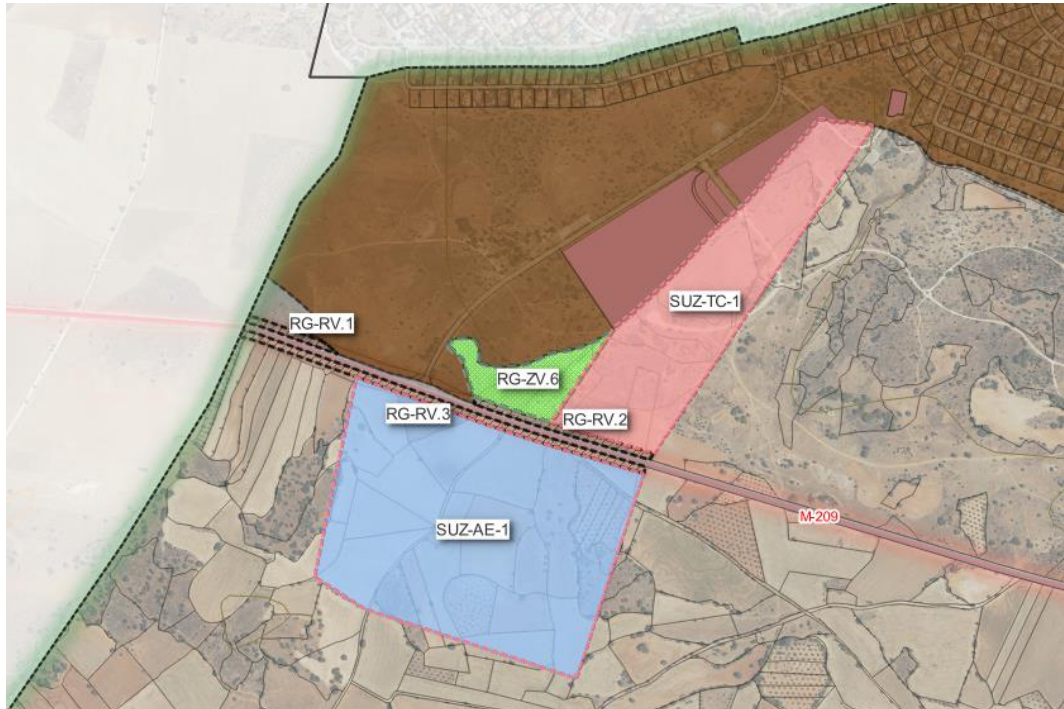 SUZ-TC-1
RG-RV.1
RG-ZV.6
RG-RV.3
RG-RV.2
M-209
SUZ-AE-1